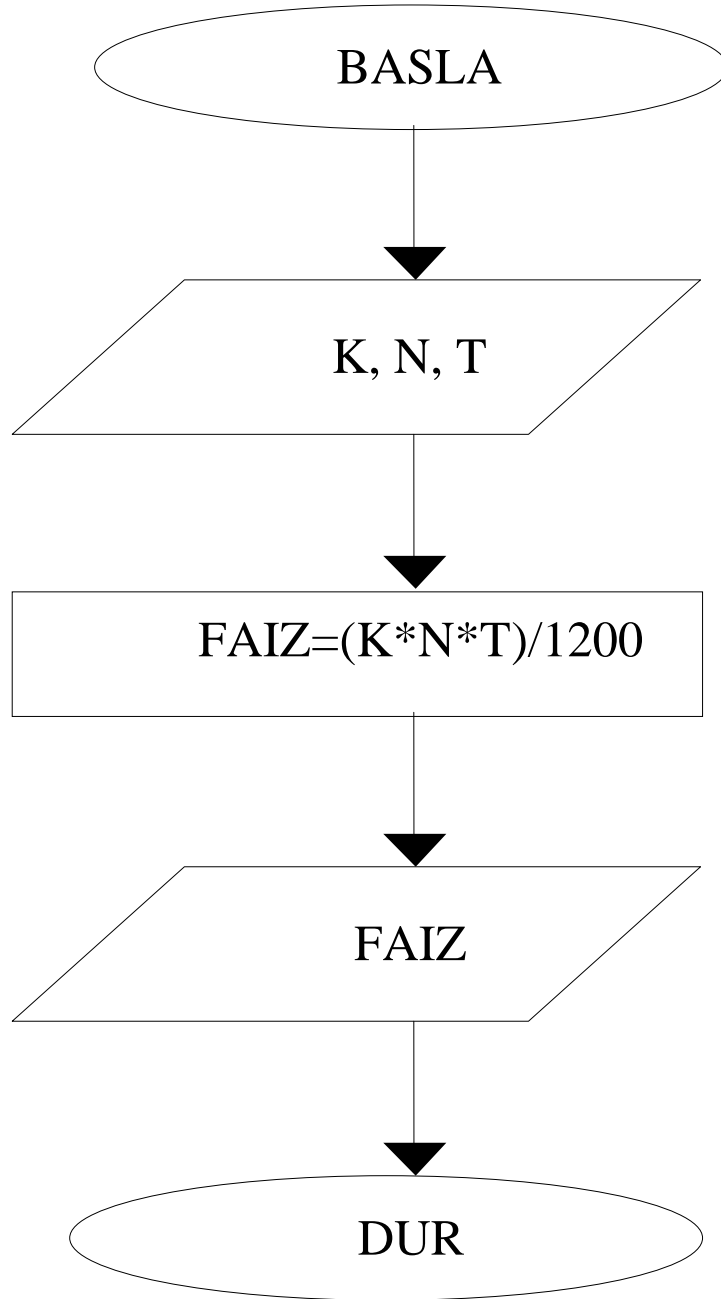 BASLA
K, N, T
FAIZ=(K*N*T)/1200
FAIZ
DUR